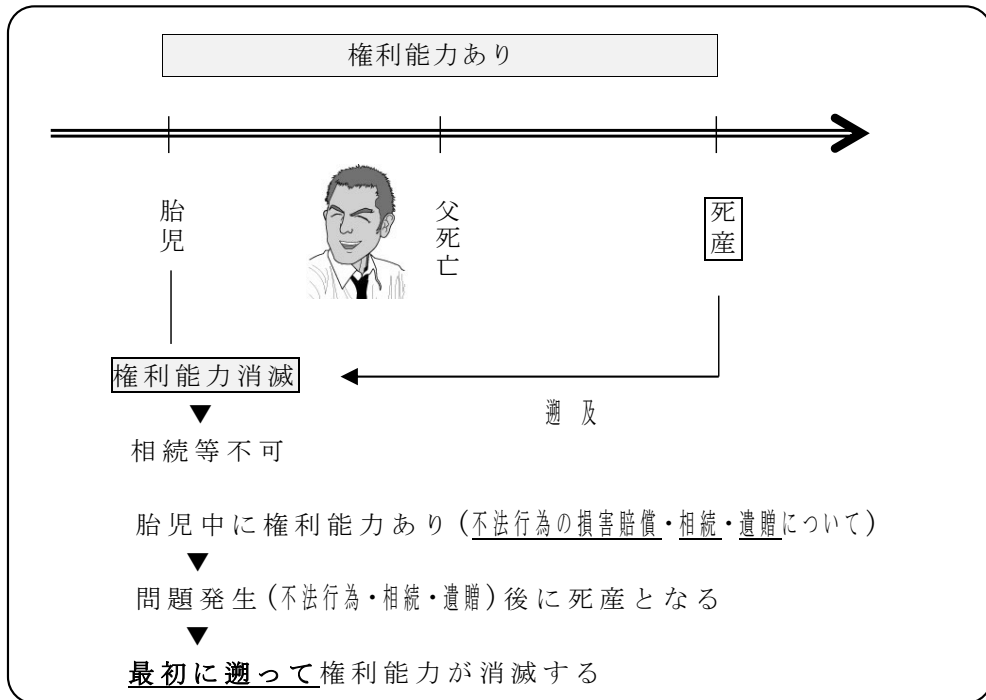 権利能力あり
胎児
父死亡
死産
権利能力消滅
遡及
▼
相続等不可
胎児中に権利能力あり(不法行為の損害賠償・相続・遺贈について)
▼
問題発生(不法行為・相続・遺贈)後に死産となる
▼
最初に遡って権利能力が消滅する